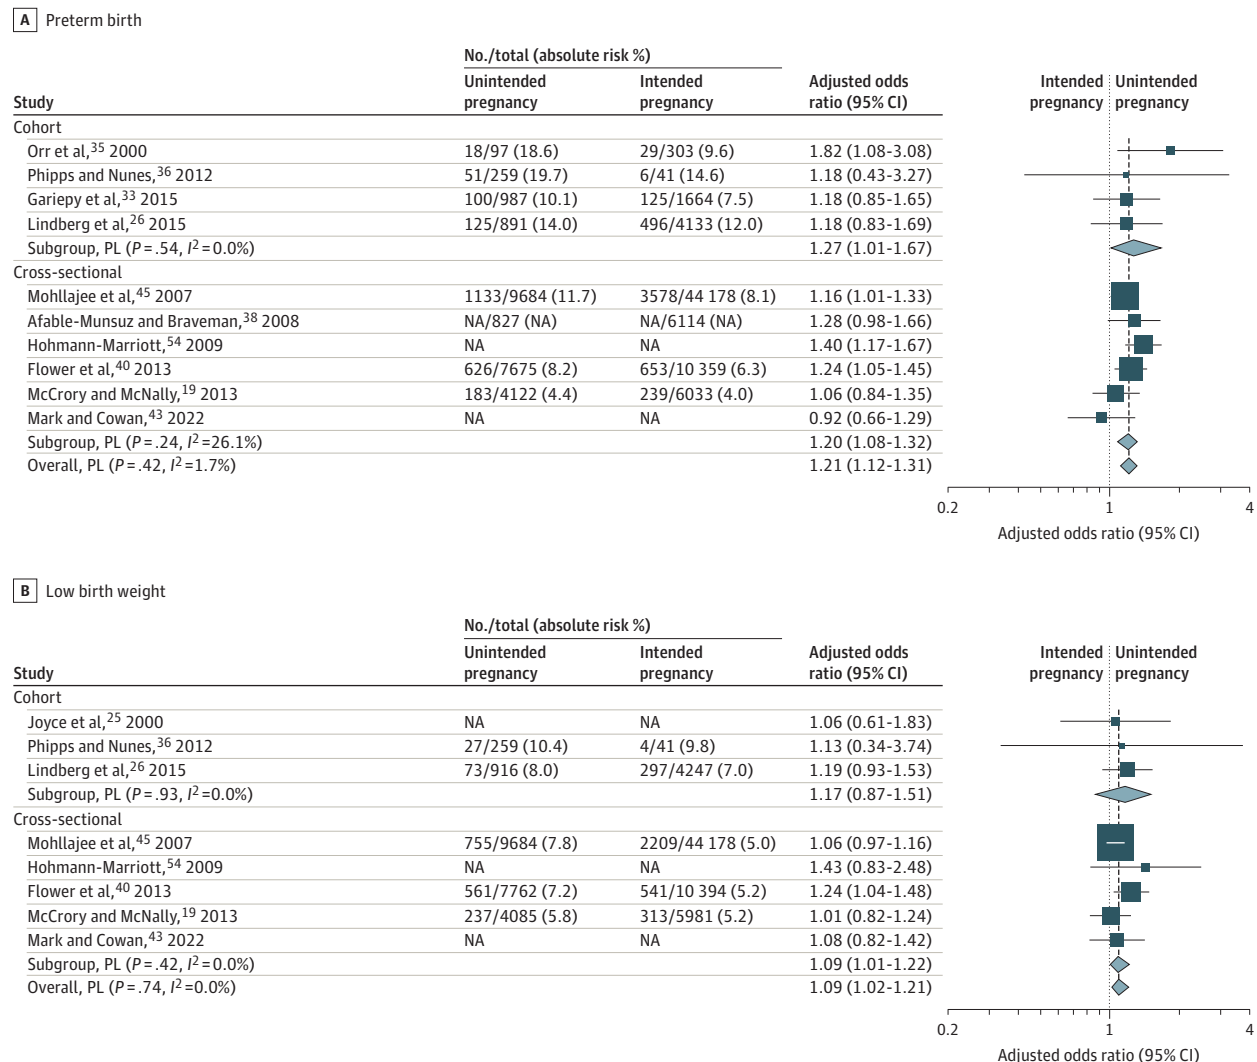 A Preterm birth
No./total (absolute risk %)
Study Unintended pregnancy Intended pregnancy Adjusted odds ratio (95% CI) Intended pregnancy Unintended pregnancy
Cohort
Orr et al,35 2000 18/97 (18.6) 29/303 (9.6) 1.82 (1.08-3.08)
Phipps and Nunes,36 2012 51/259 (19.7) 6/41 (14.6) 1.18 (0.43-3.27)
Gariepy et al,33 2015 100/987 (10.1) 125/1664 (7.5) 1.18 (0.85-1.65)
Lindberg et al,26 2015 125/891 (14.0) 496/4133 (12.0) 1.18 (0.83-1.69)
Subgroup, PL (P = .54, I2 = 0.0%) 1.27 (1.01-1.67)
Cross-sectional
Mohllajee et al,45 2007 1133/9684 (11.7) 3578/44 178 (8.1) 1.16 (1.01-1.33)
Afable-Munsuz and Braveman,38 2008 NA/827 (NA) NA/6114 (NA) 1.28 (0.98-1.66)
Hohmann-Marriott,54 2009 NA NA 1.40 (1.17-1.67)
Flower et al,40 2013 626/7675 (8.2) 653/10 359 (6.3) 1.24 (1.05-1.45)
McCrory and McNally,19 2013 183/4122 (4.4) 239/6033 (4.0) 1.06 (0.84-1.35)
Mark and Cowan,43 2022 NA NA 0.92 (0.66-1.29)
Subgroup, PL (P = .24, I2 = 26.1%) 1.20 (1.08-1.32)
Overall, PL (P = .42, I2 = 1.7%) 1.21 (1.12-1.31)
0.2 1 4
Adjusted odds ratio (95% CI)
B Low birth weight
No./total (absolute risk %)
Study Unintended pregnancy Intended pregnancy Adjusted odds ratio (95% CI) Intended pregnancy Unintended pregnancy
Cohort
Joyce et al,25 2000 NA NA 1.06 (0.61-1.83)
Phipps and Nunes,36 2012 27/259 (10.4) 4/41 (9.8) 1.13 (0.34-3.74)
Lindberg et al,26 2015 73/916 (8.0) 297/4247 (7.0) 1.19 (0.93-1.53)
Subgroup, PL (P = .93, I2 = 0.0%) 1.17 (0.87-1.51)
Cross-sectional
Mohllajee et al,45 2007 755/9684 (7.8) 2209/44 178 (5.0) 1.06 (0.97-1.16)
Hohmann-Marriott,54 2009 NA NA 1.43 (0.83-2.48)
Flower et al,40 2013 561/7762 (7.2) 541/10 394 (5.2) 1.24 (1.04-1.48)
McCrory and McNally,19 2013 237/4085 (5.8) 313/5981 (5.2) 1.01 (0.82-1.24)
Mark and Cowan,43 2022 NA NA 1.08 (0.82-1.42)
Subgroup, PL (P = .42, I2 = 0.0%) 1.09 (1.01-1.22)
Overall, PL (P = .74, I2 = 0.0%) 1.09 (1.02-1.21)
0.2 1 4
Adjusted odds ratio (95% CI)